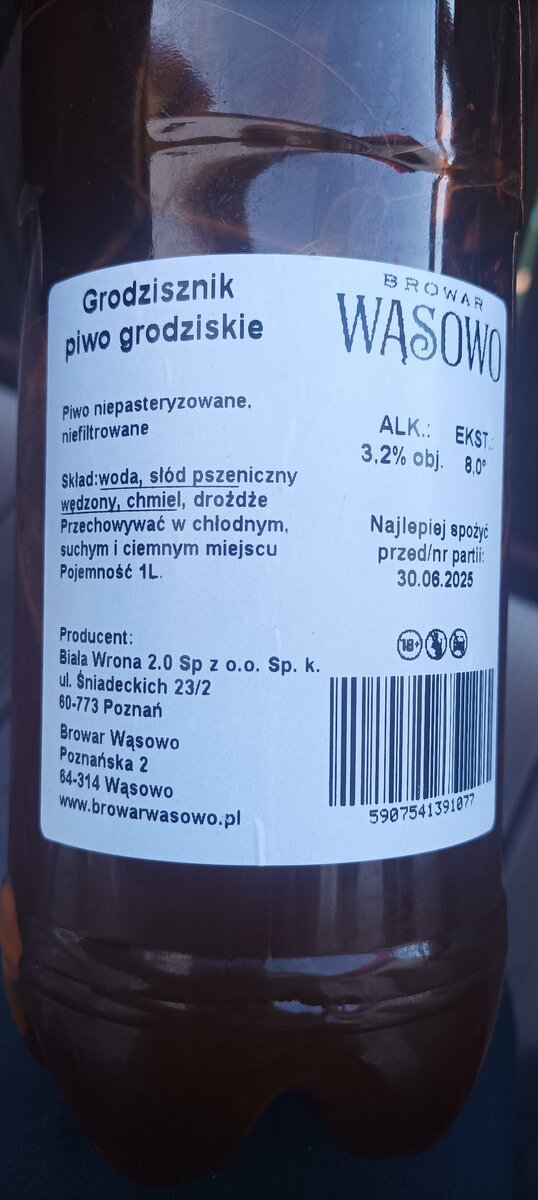 Grodzisznik
piwo grodziskie
BROWAR
WĄSOWO
Piwo niepasteryzowane,
niefiltrowane
ALK.:
3,2% obj.
EKST.:
8,0°
Skład:woda, słód pszeniczny
wędzony, chmiel, drożdże
Przechowywać w chłodnym,
suchym i ciemnym miejscu
Pojemność 1L.
Najlepiej spożyć
przed/nr partii:
30.06.2025
18+
Producent:
Biała Wrona 2.0 Sp z o.o. Sp. k.
ul. Śniadeckich 23/2
60-773 Poznań
Browar Wąsowo
Poznańska 2
64-314 Wąsowo
www.browarwasowo.pl
5907541391077